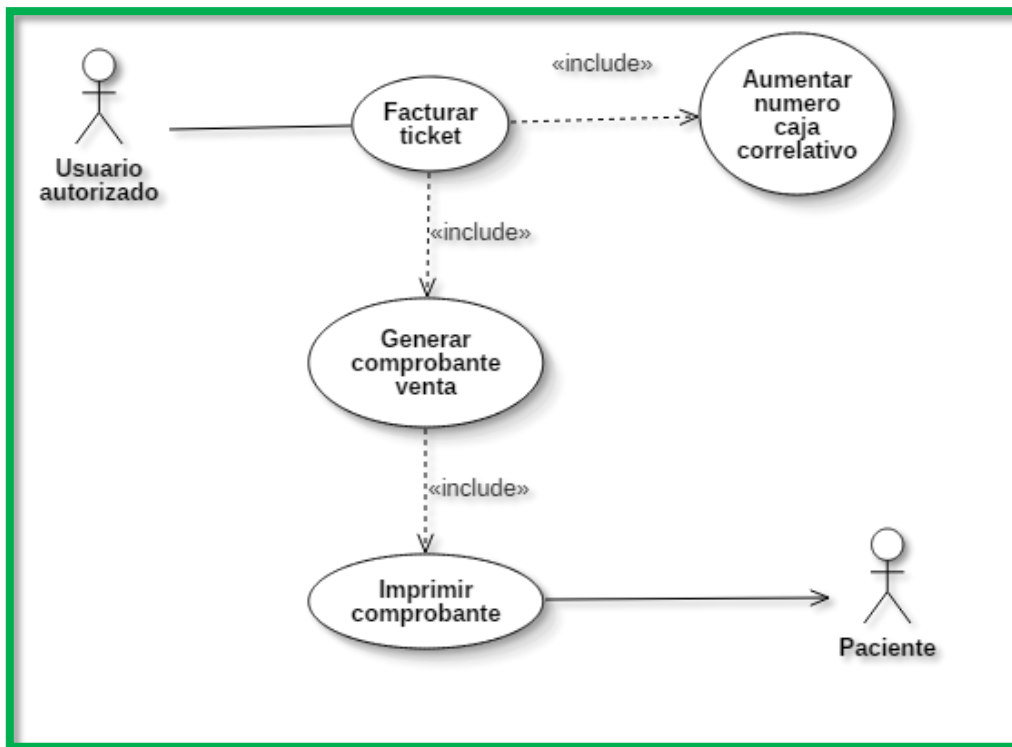 Usuario
autorizado
Facturar
ticket
«include»
Aumentar
numero
caja
correlativo
«include»
Generar
comprobante
venta
«include»
Imprimir
comprobante
Paciente